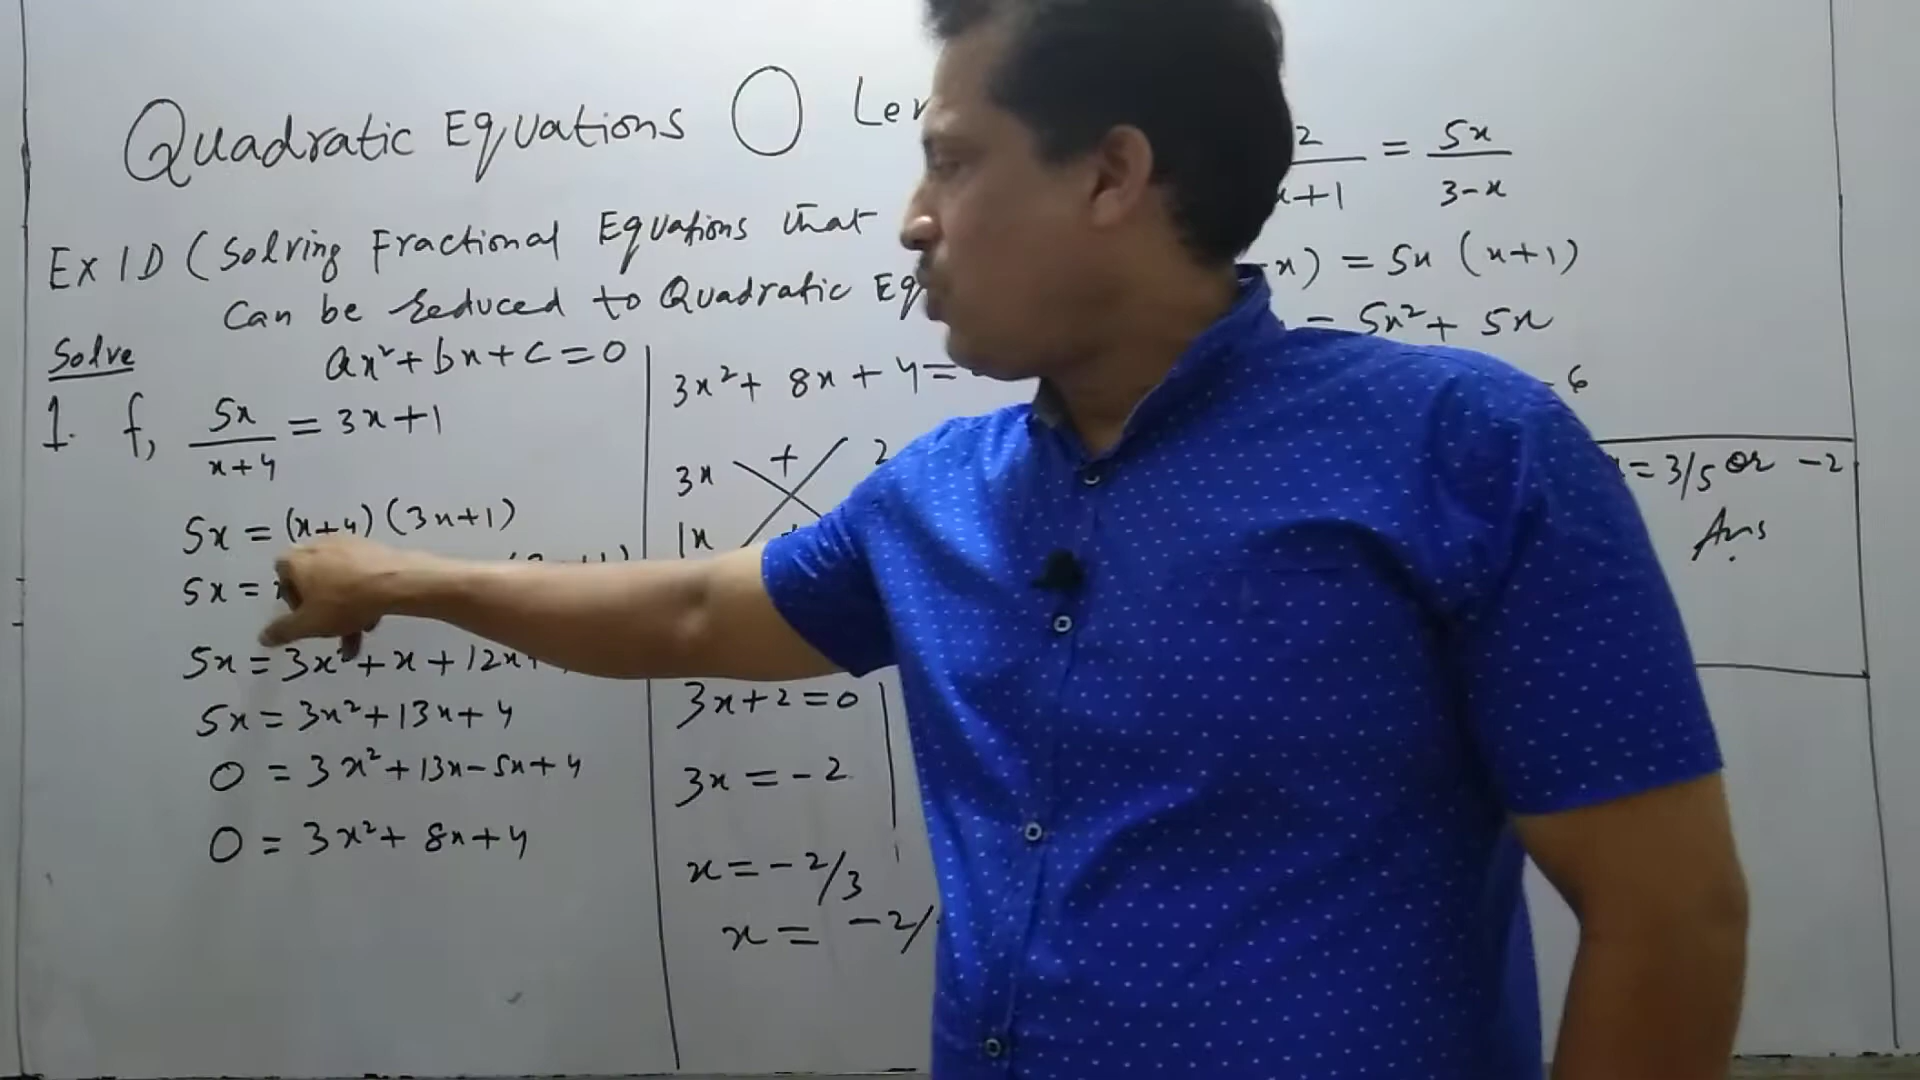 Quadratic Equations O
Ex 1D (Solving Fractional Equations that
Can be reduced to Quadratic Eq
Solve
ax²+bx+c=0
1. f, 5x/x+4 = 3x+1
5x = (x+4)(3x+1)
5x =
5x = 3x²+x+12x+
5x = 3x²+13x+4
0 = 3x²+13x-5x+4
0 = 3x²+8x+4
3x²+8x+4=
3x + 2
1x
3x+2=0
3x = -2
x = -2/3
x = -2/
2/x+1 = 5x/3-x
-x) = 5x (x+1)
= 5x²+5x
- 6
x = 3/5 or -2
Ans